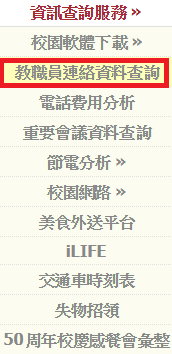 資訊查詢服務 »
校園軟體下載 »
教職員連絡資料查詢
電話費用分析
重要會議資料查詢
節電分析 »
校園網路 »
美食外送平台
iLIFE
交通車時刻表
失物招領
50周年校慶感餐會彙整